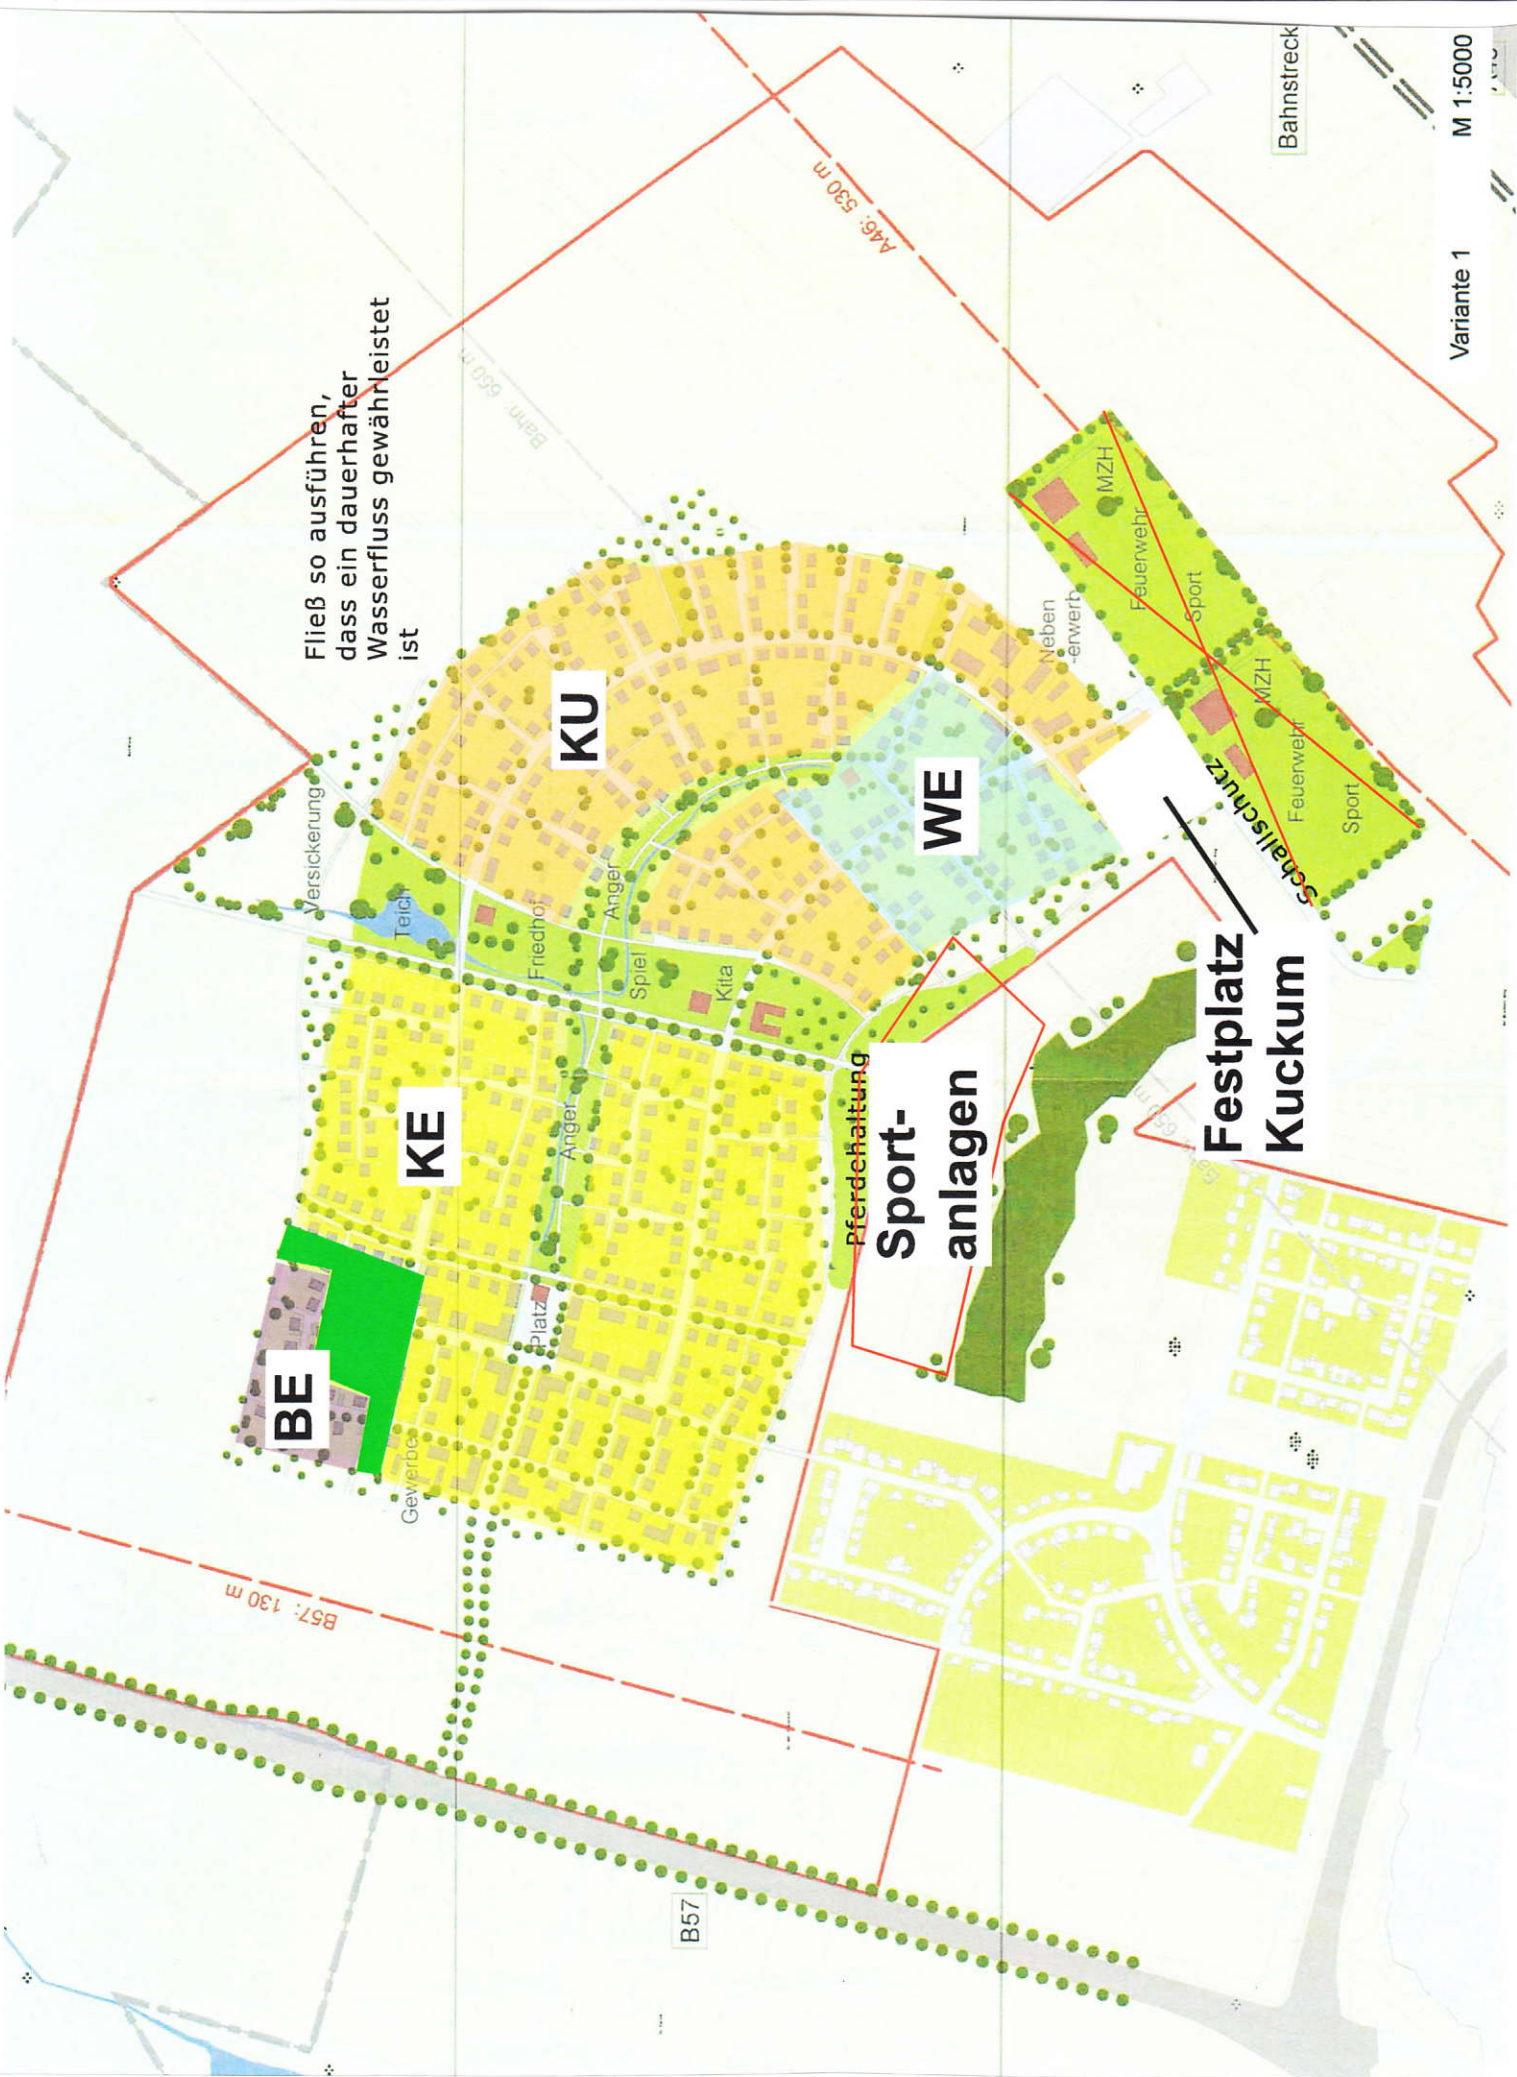 Fließ so ausführen,
dass ein dauerhafter
Wasserfluss gewährleistet
ist
BE
KE
KU
WE
Sport-
anlagen
Festplatz
Kuckum
Versickerung
Teich
Friedhof
Anger
Spiel
Kita
Anger
Platz
Gewerbe
Pferdehaltung
Neben
-erwerb
MZH
Feuerwehr
Sport
MZH
Feuerwehr
Sport
Schallschutz
B57: 130 m
A46: 530 m
Bahn: 650 m
B57
Bahnstreck
Variante 1
M 1:5000